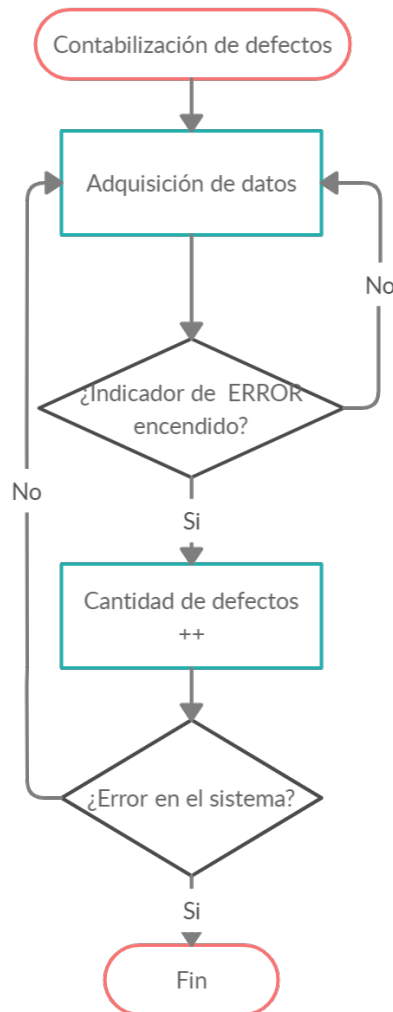 Contabilización de defectos
Adquisición de datos
No
¿Indicador de ERROR
encendido?
No
Si
Cantidad de defectos
++
¿Error en el sistema?
Si
Fin